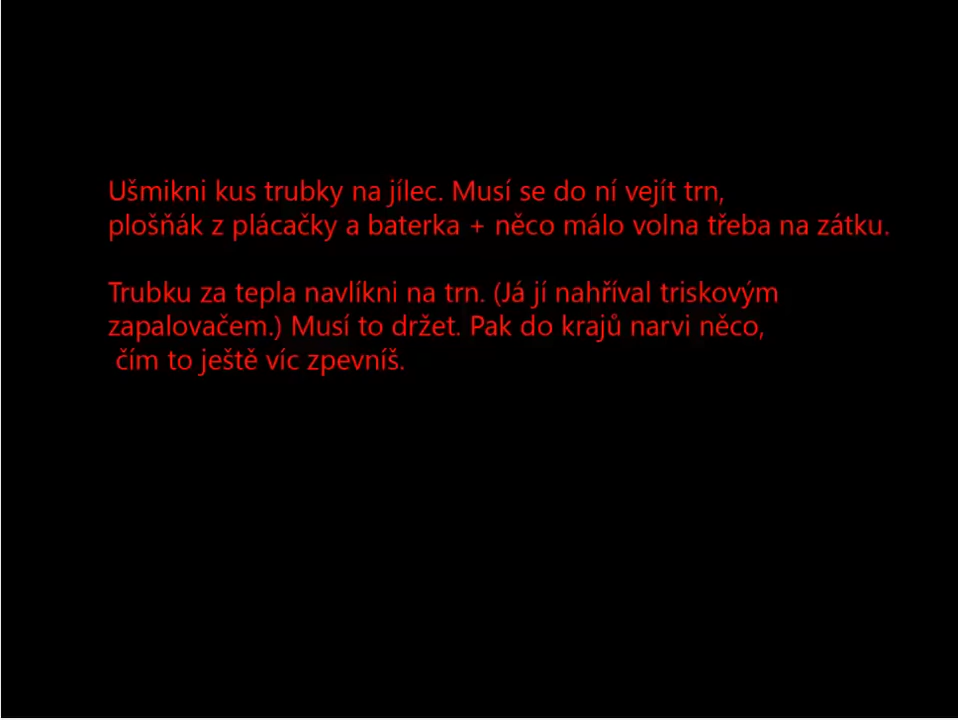 Ušmikni kus trubky na jílec. Musí se do ní vejít trn,
plošňák z plácačky a baterka + něco málo volna třeba na zátku.
Trubku za tepla navlíkni na trn. (Já jí nahříval triskovým
zapalovačem.) Musí to držet. Pak do krajů narvi něco,
čím to ještě víc zpevníš.